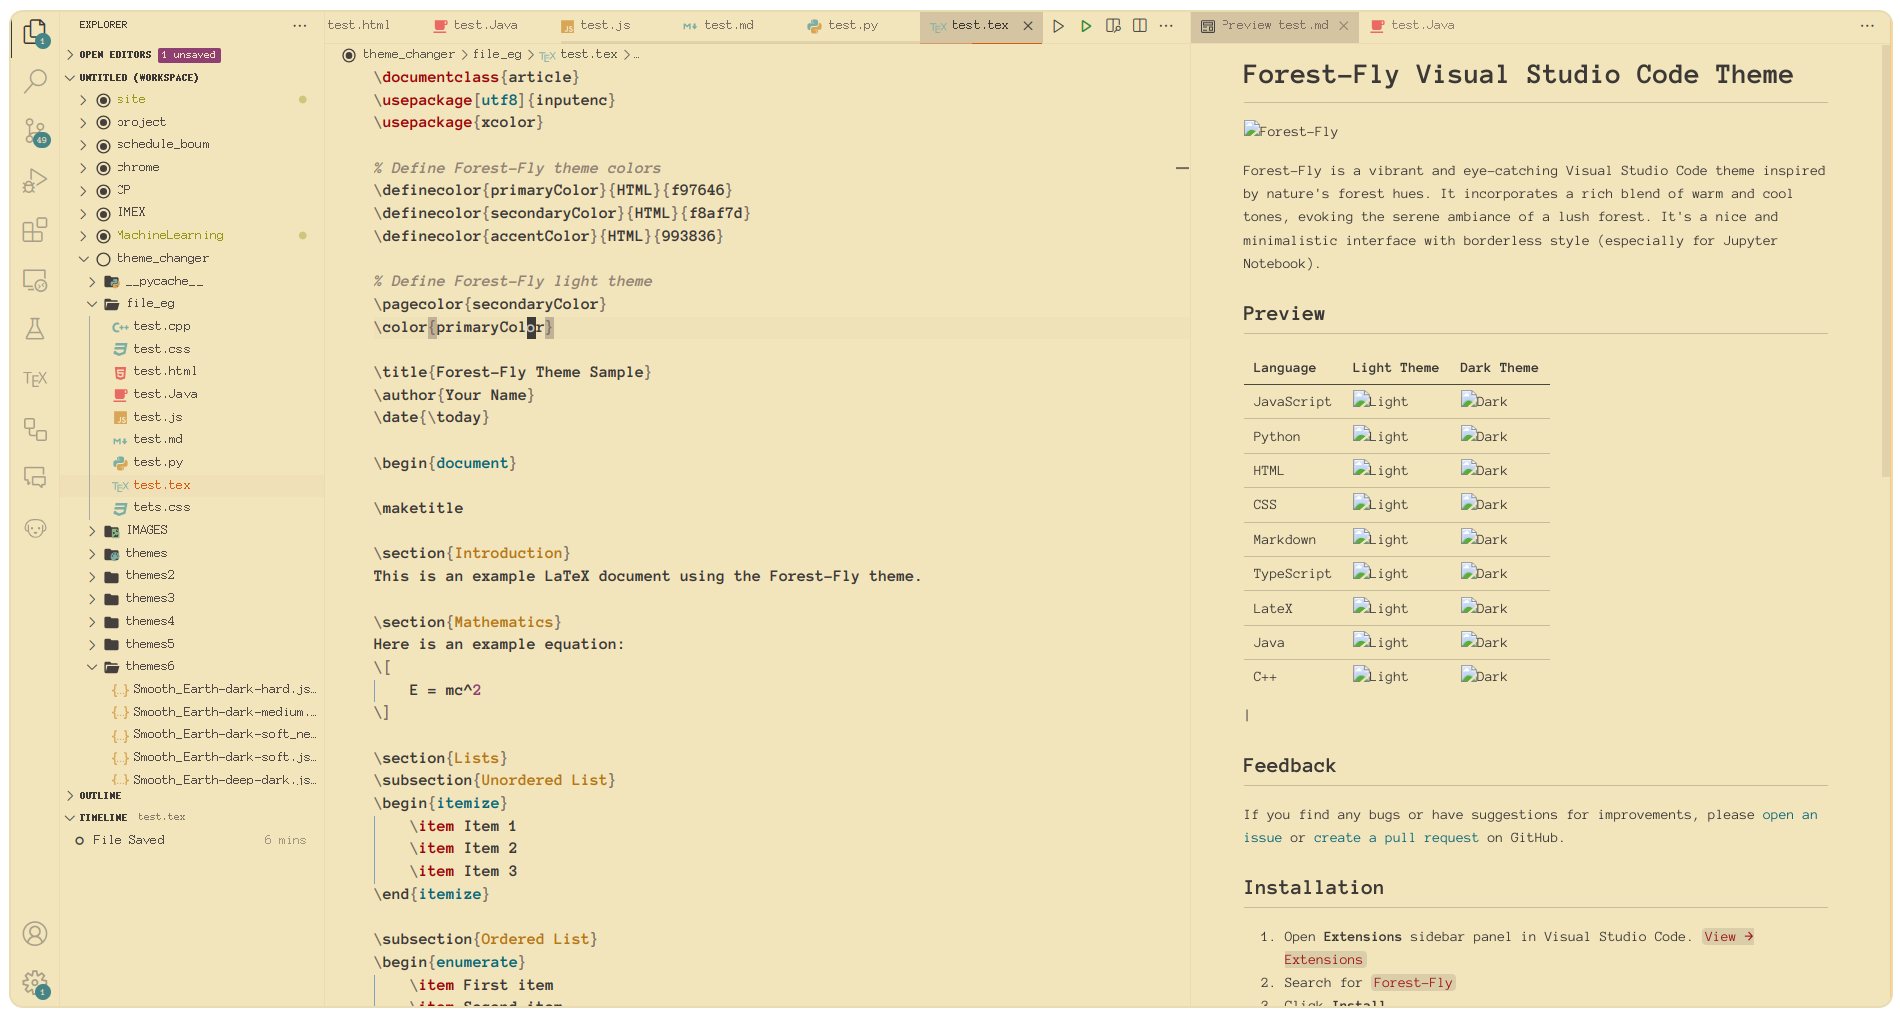 EXPLORER
OPEN EDITORS 1 unsaved
UNTITLED (WORKSPACE)
site
project
schedule_boum
chrome
CP
IMEX
MachineLearning
theme_changer
__pycache__
file_eg
test.cpp
test.css
test.html
test.Java
test.js
test.md
test.py
test.tex
tets.css
IMAGES
themes
themes2
themes3
themes4
themes5
themes6
Smooth_Earth-dark-hard.js…
Smooth_Earth-dark-medium.…
Smooth_Earth-dark-soft_ne…
Smooth_Earth-dark-soft.js…
Smooth_Earth-deep-dark.js…
OUTLINE
TIMELINE test.tex
File Saved 6 mins
1
49
TEX
1
test.html test.Java test.js test.md test.py test.tex
theme_changer > file_eg > test.tex > …
\documentclass{article}
\usepackage[utf8]{inputenc}
\usepackage{xcolor}
% Define Forest-Fly theme colors
\definecolor{primaryColor}{HTML}{f97646}
\definecolor{secondaryColor}{HTML}{f8af7d}
\definecolor{accentColor}{HTML}{993836}
% Define Forest-Fly light theme
\pagecolor{secondaryColor}
\color{primaryColor}
\title{Forest-Fly Theme Sample}
\author{Your Name}
\date{\today}
\begin{document}
\maketitle
\section{Introduction}
This is an example LaTeX document using the Forest-Fly theme.
\section{Mathematics}
Here is an example equation:
\[
E = mc^2
\]
\section{Lists}
\subsection{Unordered List}
\begin{itemize}
\item Item 1
\item Item 2
\item Item 3
\end{itemize}
\subsection{Ordered List}
\begin{enumerate}
\item First item
\item Second item
Preview test.md test.Java
Forest-Fly Visual Studio Code Theme
Forest-Fly
Forest-Fly is a vibrant and eye-catching Visual Studio Code theme inspired
by nature's forest hues. It incorporates a rich blend of warm and cool
tones, evoking the serene ambiance of a lush forest. It's a nice and
minimalistic interface with borderless style (especially for Jupyter
Notebook).
Preview
Language Light Theme Dark Theme
JavaScript Light Dark
Python Light Dark
HTML Light Dark
CSS Light Dark
Markdown Light Dark
TypeScript Light Dark
LateX Light Dark
Java Light Dark
C++ Light Dark
|
Feedback
If you find any bugs or have suggestions for improvements, please open an
issue or create a pull request on GitHub.
Installation
1. Open Extensions sidebar panel in Visual Studio Code. View →
Extensions
2. Search for Forest-Fly
3. Click Install